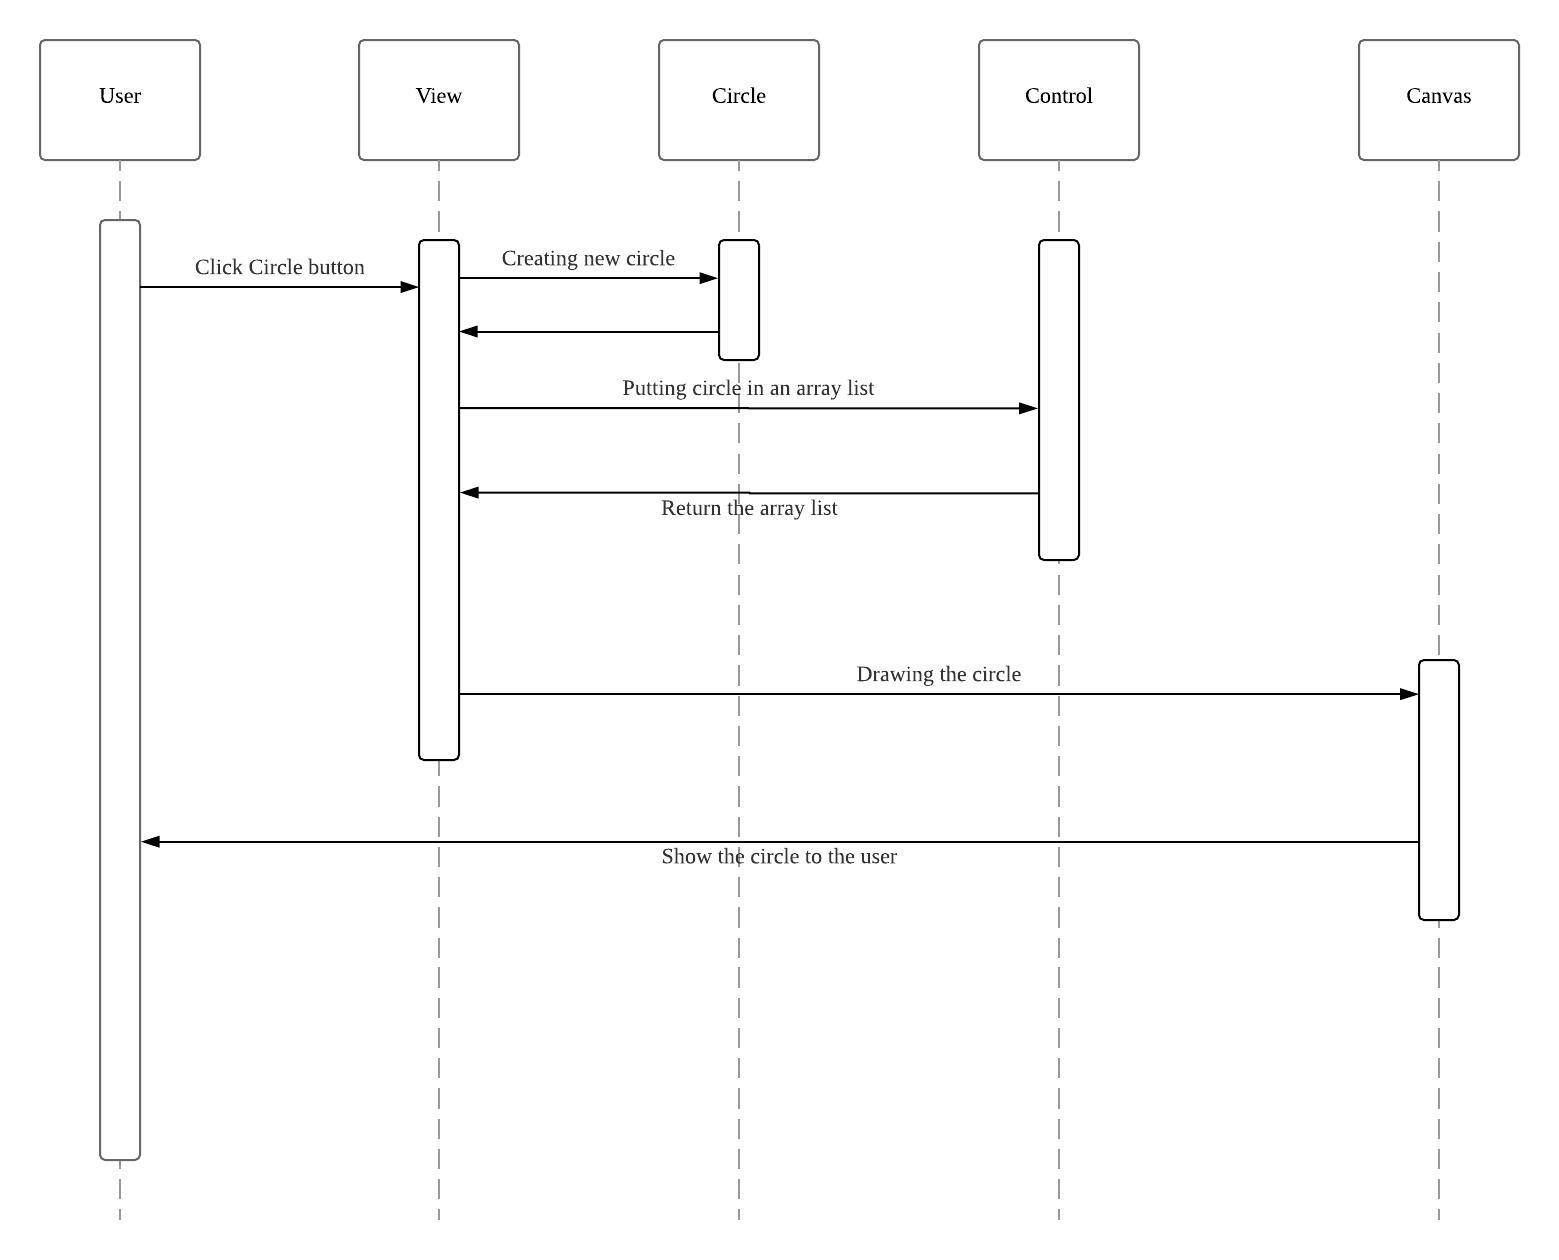 User
View
Circle
Control
Canvas
Click Circle button
Creating new circle
Putting circle in an array list
Return the array list
Drawing the circle
Show the circle to the user